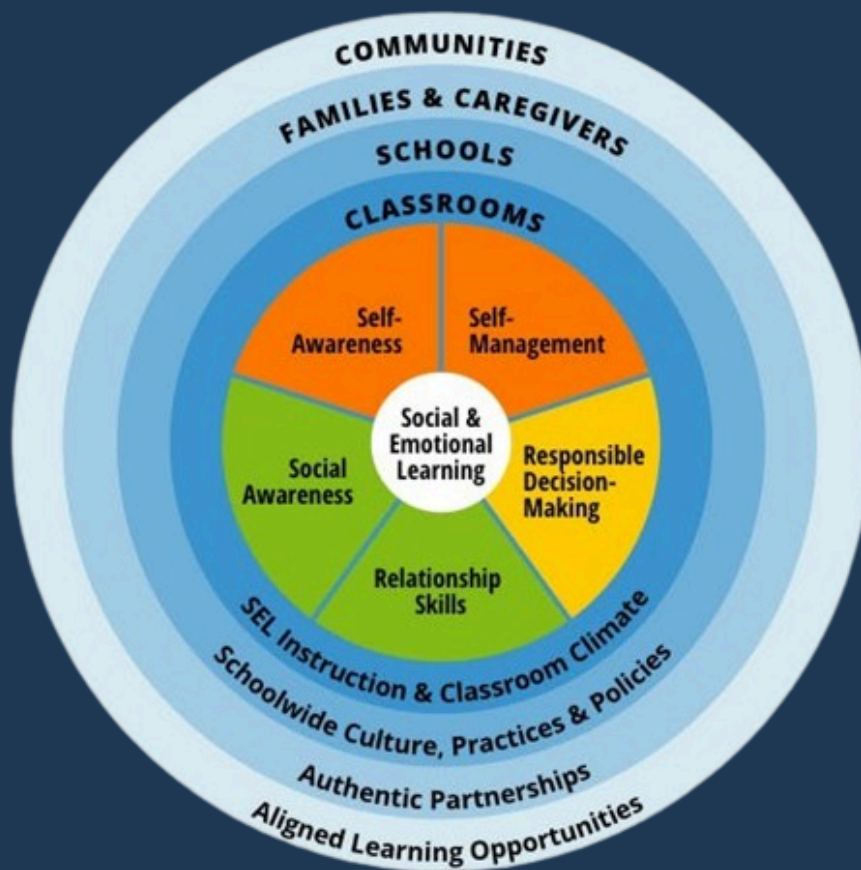 COMMUNITIES
FAMILIES & CAREGIVERS
SCHOOLS
CLASSROOMS
Self-
Awareness
Self-
Management
Social &
Emotional
Learning
Social
Awareness
Responsible
Decision-
Making
Relationship
Skills
SEL Instruction & Classroom Climate
Schoolwide Culture, Practices & Policies
Authentic Partnerships
Aligned Learning Opportunities